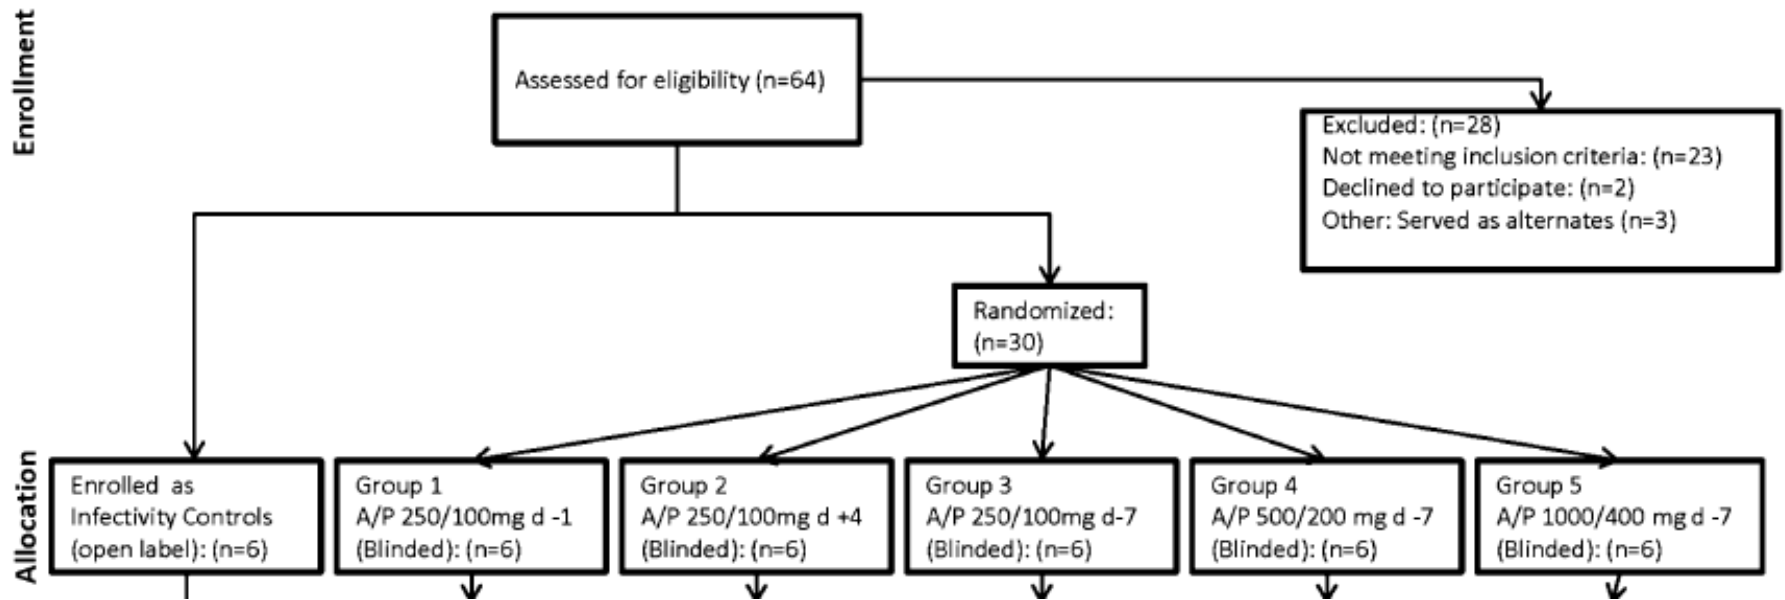 Enrollment
Assessed for eligibility (n=64)
Excluded: (n=28)
Not meeting inclusion criteria: (n=23)
Declined to participate: (n=2)
Other: Served as alternates (n=3)
Randomized:
(n=30)
Allocation
Enrolled as
Infectivity Controls
(open label): (n=6)
Group 1
A/P 250/100mg d -1
(Blinded): (n=6)
Group 2
A/P 250/100mg d +4
(Blinded): (n=6)
Group 3
A/P 250/100mg d-7
(Blinded): (n=6)
Group 4
A/P 500/200 mg d -7
(Blinded): (n=6)
Group 5
A/P 1000/400 mg d -7
(Blinded): (n=6)